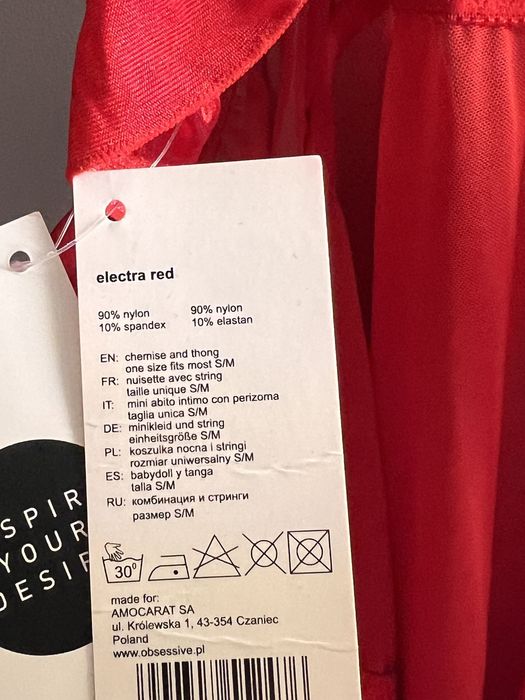 electra red
90% nylon 90% nylon
10% spandex 10% elastan
EN: chemise and thong
one size fits most S/M
FR: nuisette avec string
taille unique S/M
IT: mini abito intimo con perizoma
taglia unica S/M
DE: minikleid und string
einheitsgröße S/M
PL: koszulka nocna i stringi
rozmiar uniwersalny S/M
ES: babydoll y tanga
talla S/M
RU: комбинация и стринги
размер S/M
30°
made for:
AMOCARAT SA
ul. Królewska 1, 43-354 Czaniec
Poland
www.obsessive.pl
SPIR
YOUR
DESIR